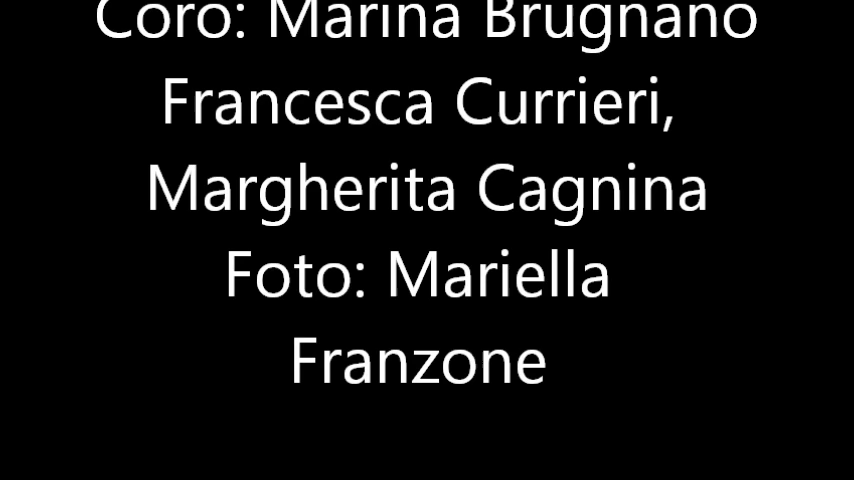 Coro: Marina Brugnano
Francesca Currieri,
Margherita Cagnina
Foto: Mariella
Franzone